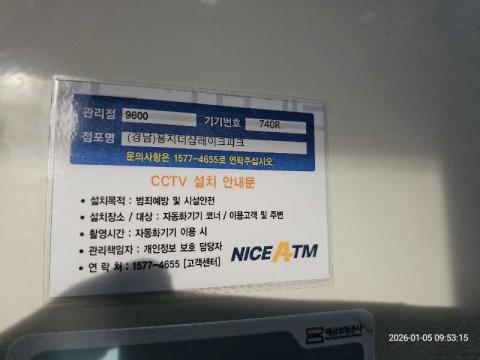 관리점 9600 기기번호 740R
점포명 (경남)용지더샵레이크파크
문의사항은 1577-4655로 연락주십시오
CCTV 설치 안내문
• 설치목적 : 범죄예방 및 시설안전
• 설치장소 / 대상 : 자동화기기 코너 / 이용고객 및 주변
• 촬영시간 : 자동화기기 이용 시
• 관리책임자 : 개인정보 보호 담당자
• 연 락 처 : 1577-4655 [고객센터]
NICE ATM
예금보험공사
2026-01-05 09:53:15